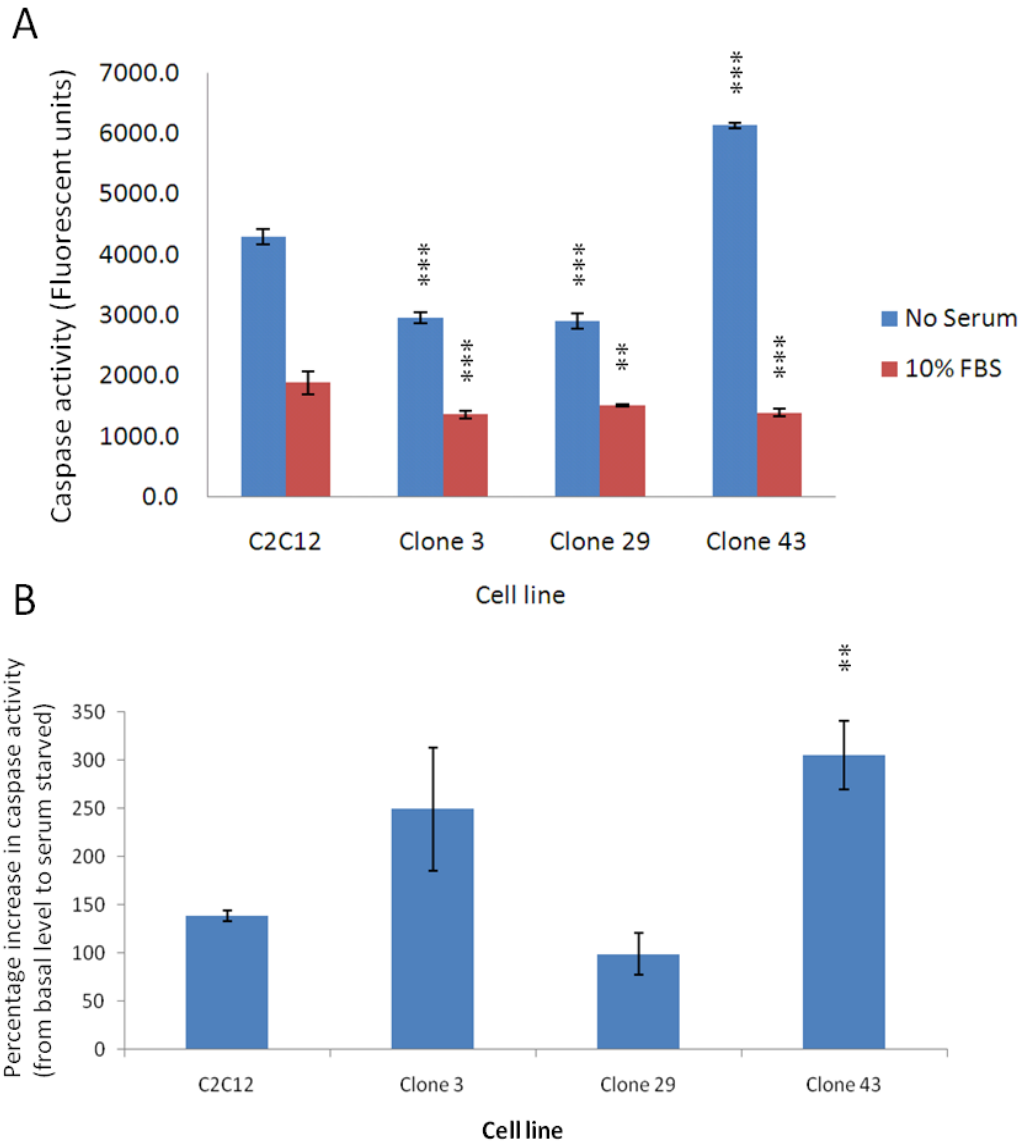 A
Caspase activity (Fluorescent units)
7000.0
6000.0
5000.0
4000.0
3000.0
2000.0
1000.0
0.0
***
***
***
***
**
***
No Serum
10% FBS
C2C12
Clone 3
Clone 29
Clone 43
Cell line
B
Percentage increase in caspase activity
(from basal level to serum starved)
350
300
250
200
150
100
50
0
**
C2C12
Clone 3
Clone 29
Clone 43
Cell line